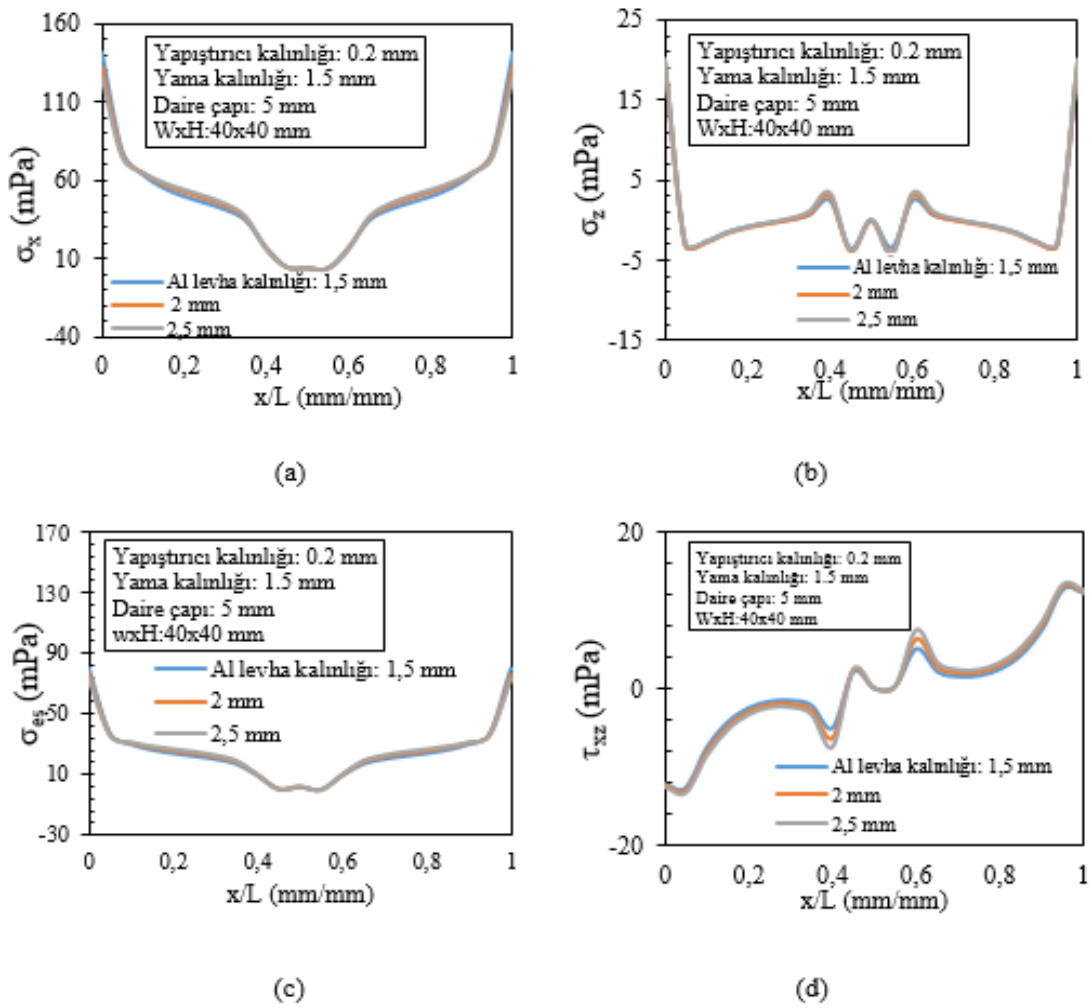 160
110
60
10
-40
σx (mPa)
Yapıştırıcı kalınlığı: 0.2 mm
Yama kalınlığı: 1.5 mm
Daire çapı: 5 mm
WxH:40x40 mm
Al levha kalınlığı: 1,5 mm
2 mm
2,5 mm
0 0,2 0,4 0,6 0,8 1
x/L (mm/mm)
(a)
25
15
5
-5
-15
σz (mPa)
Yapıştırıcı kalınlığı: 0.2 mm
Yama kalınlığı: 1.5 mm
Daire çapı: 5 mm
WxH:40x40 mm
Al levha kalınlığı: 1,5 mm
2 mm
2,5 mm
0 0,2 0,4 0,6 0,8 1
x/L (mm/mm)
(b)
170
130
90
50
10
-30
σeş (mPa)
Yapıştırıcı kalınlığı: 0.2 mm
Yama kalınlığı: 1.5 mm
Daire çapı: 5 mm
wxH:40x40 mm
Al levha kalınlığı: 1,5 mm
2 mm
2,5 mm
0 0,2 0,4 0,6 0,8 1
x/L (mm/mm)
(c)
20
0
-20
τxz (mPa)
Yapıştırıcı kalınlığı: 0.2 mm
Yama kalınlığı: 1.5 mm
Daire çapı: 5 mm
WxH:40x40 mm
Al levha kalınlığı: 1,5 mm
2 mm
2,5 mm
0 0,2 0,4 0,6 0,8 1
x/L (mm/mm)
(d)